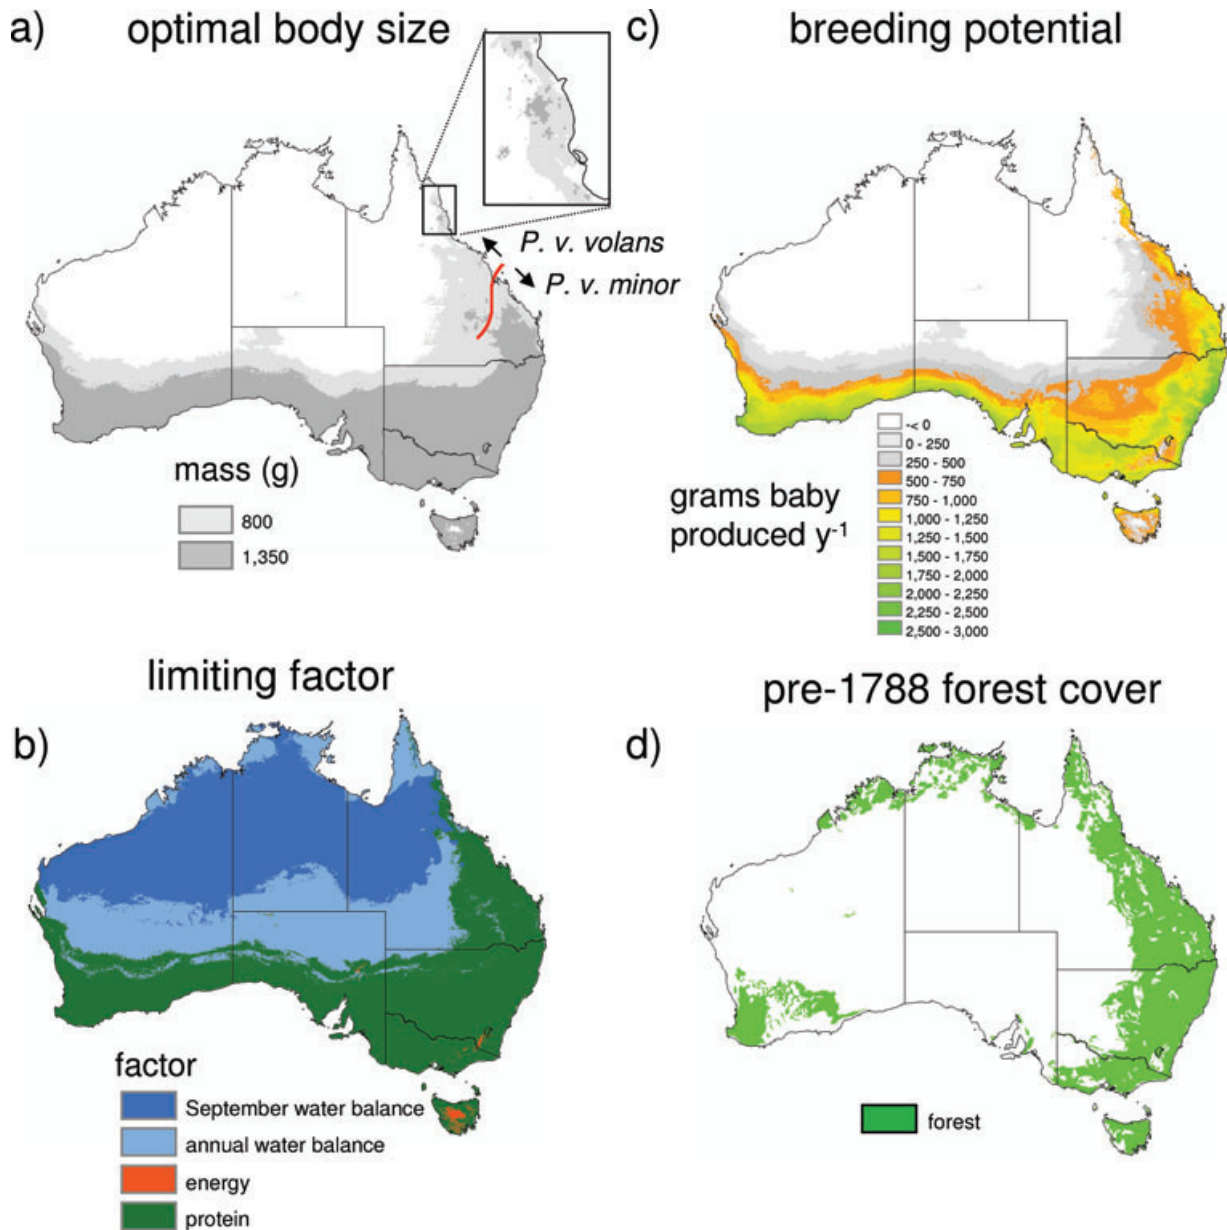 a) optimal body size
P. v. volans
P. v. minor
mass (g)
800
1,350
c) breeding potential
grams baby
produced y-1
-< 0
0 - 250
250 - 500
500 - 750
750 - 1,000
1,000 - 1,250
1,250 - 1,500
1,500 - 1,750
1,750 - 2,000
2,000 - 2,250
2,250 - 2,500
2,500 - 3,000
limiting factor
b)
factor
September water balance
annual water balance
energy
protein
pre-1788 forest cover
d)
forest